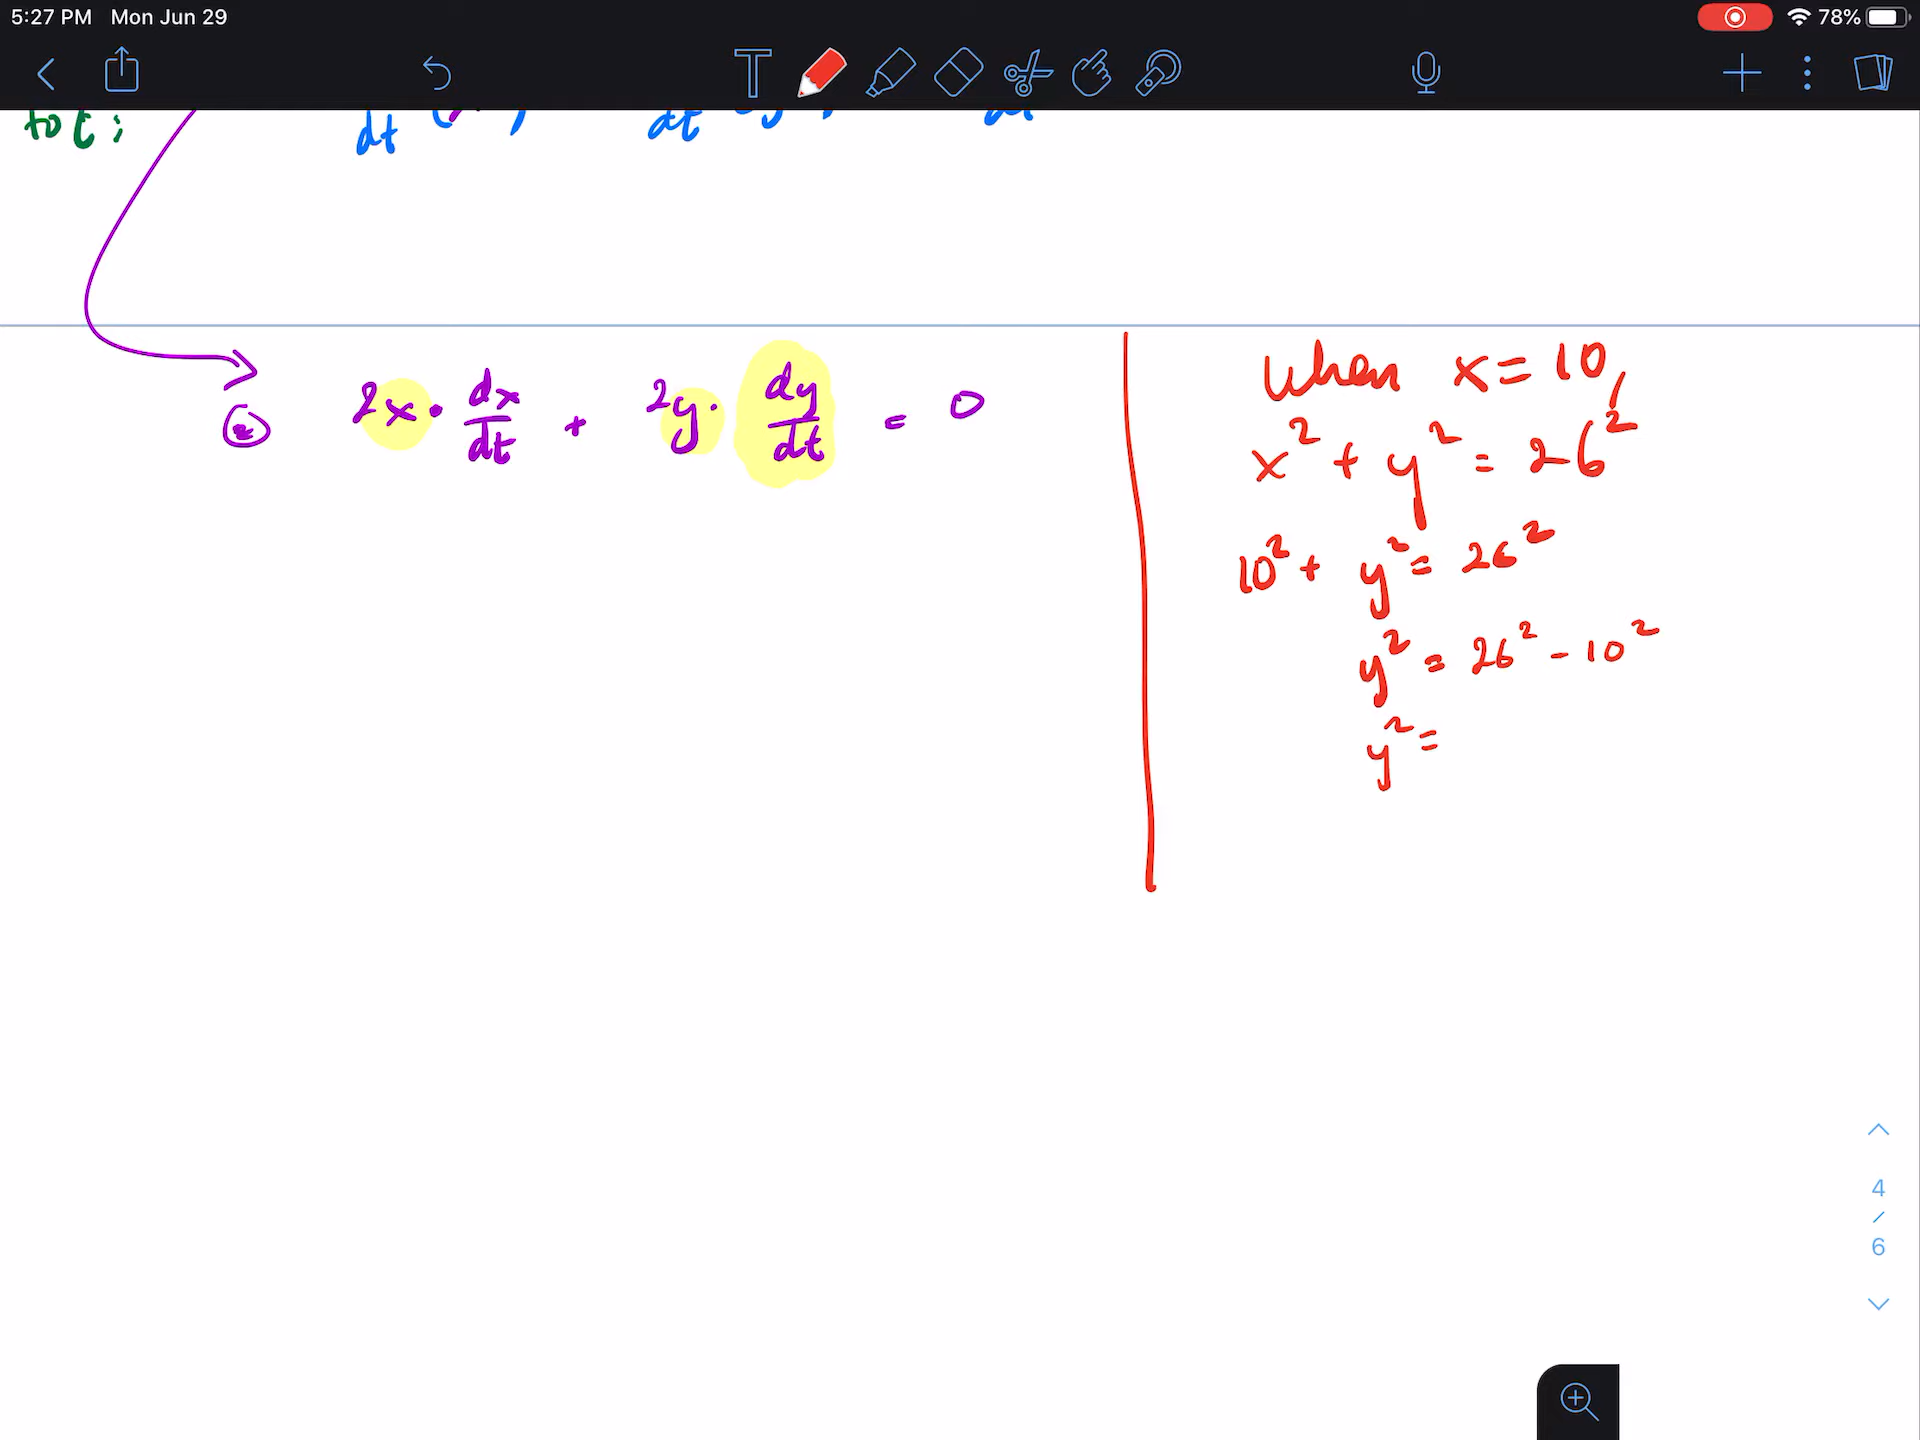 5:27 PM Mon Jun 29
78%
T
to t;
dt
dt
② 2x · dx/dt + 2y · dy/dt = 0
When x = 10,
x² + y² = 26²
10² + y² = 26²
y² = 26² - 10²
y² =
4
/
6